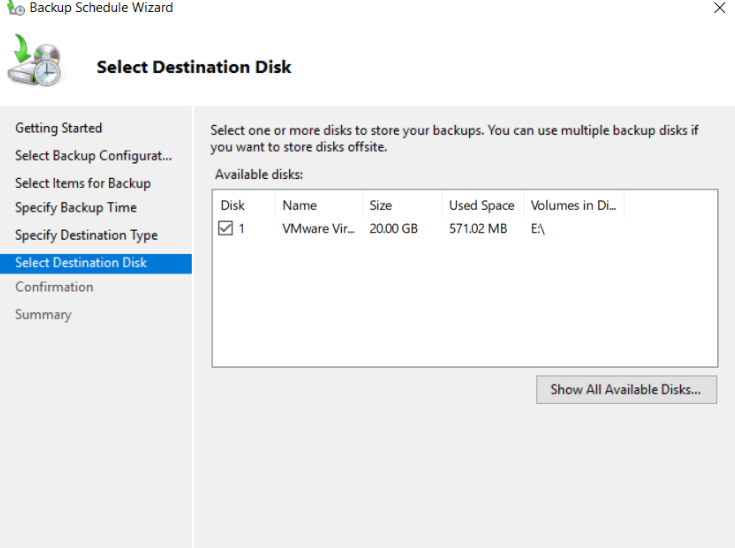 Backup Schedule Wizard
Select Destination Disk
Getting Started
Select Backup Configurat...
Select Items for Backup
Specify Backup Time
Specify Destination Type
Select Destination Disk
Confirmation
Summary
Select one or more disks to store your backups. You can use multiple backup disks if
you want to store disks offsite.
Available disks:
Disk Name Size Used Space Volumes in Di...
1 VMware Vir... 20.00 GB 571.02 MB E:\
Show All Available Disks...